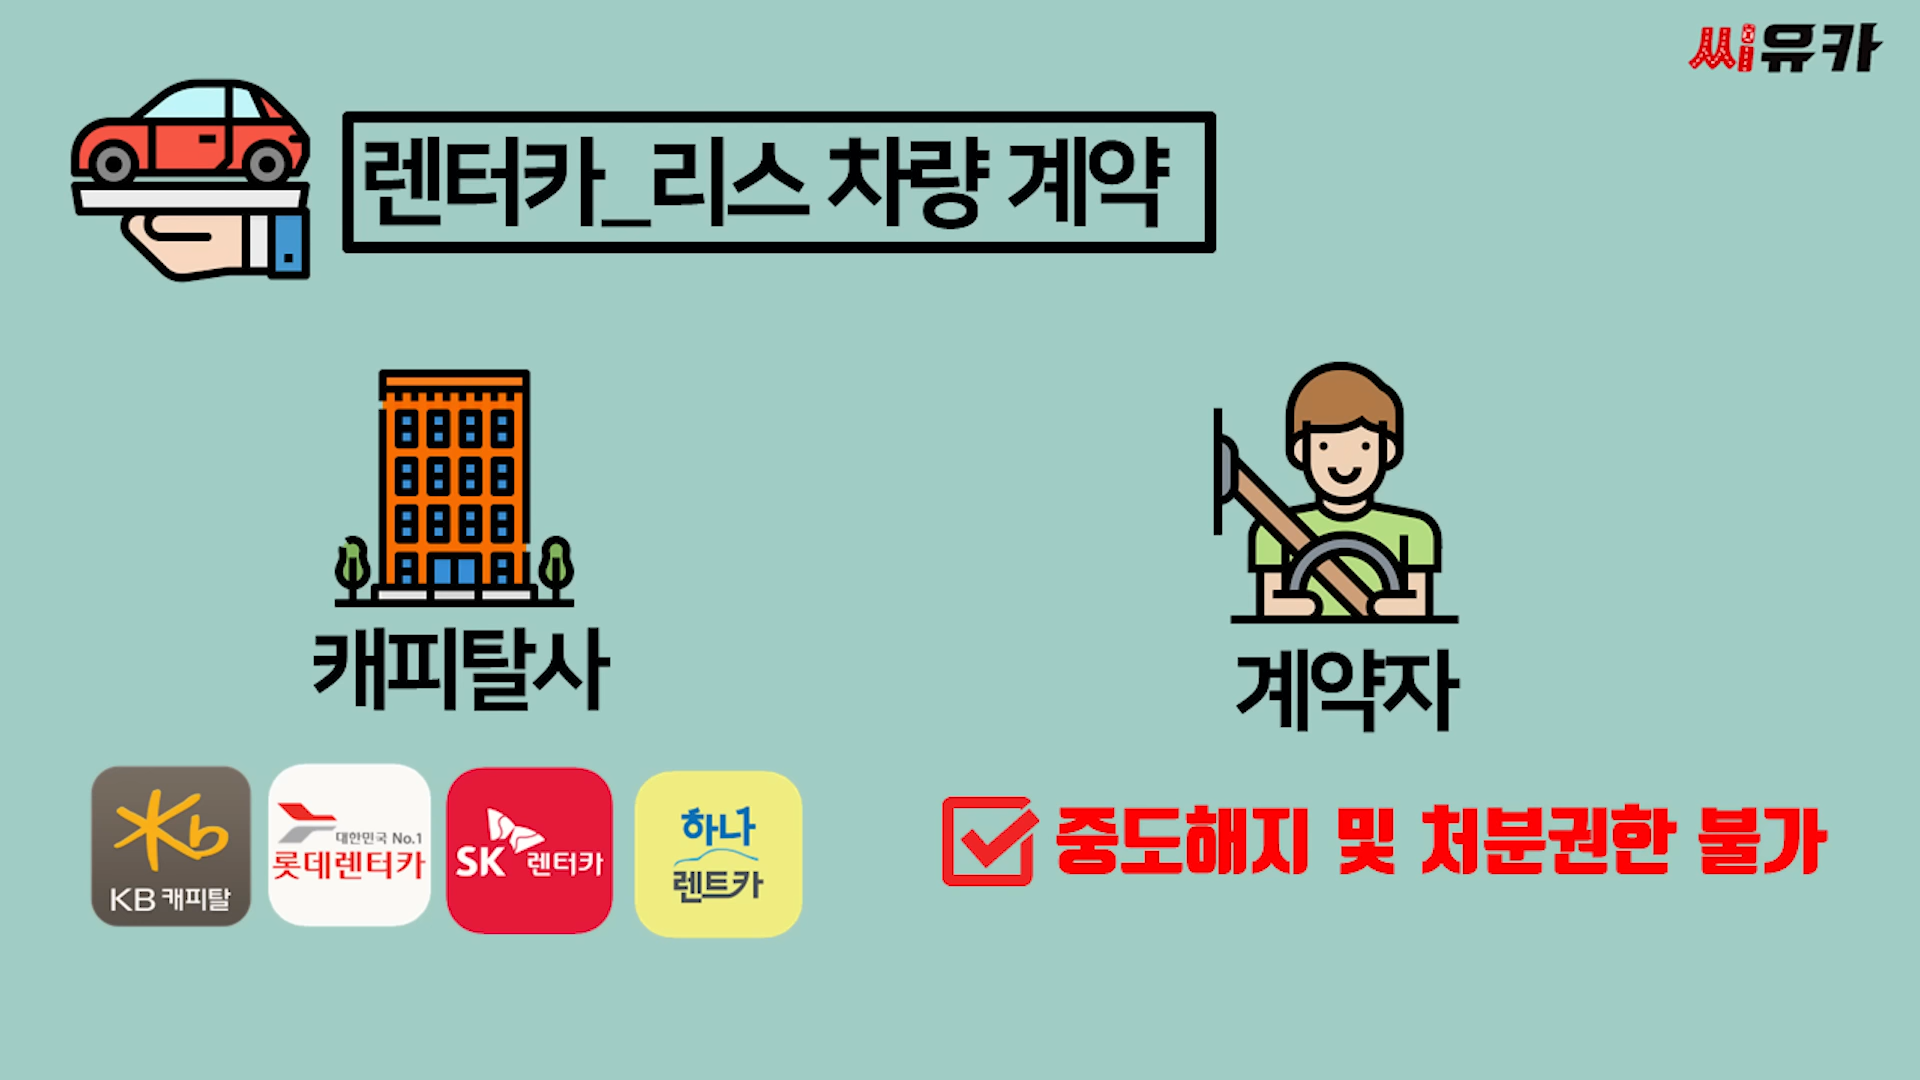 씨유카
렌터카_리스 차량 계약
캐피탈사
계약자
KB 캐피탈
대한민국 No.1
롯데렌터카
SK 렌터카
하나
렌트카
중도해지 및 처분권한 불가